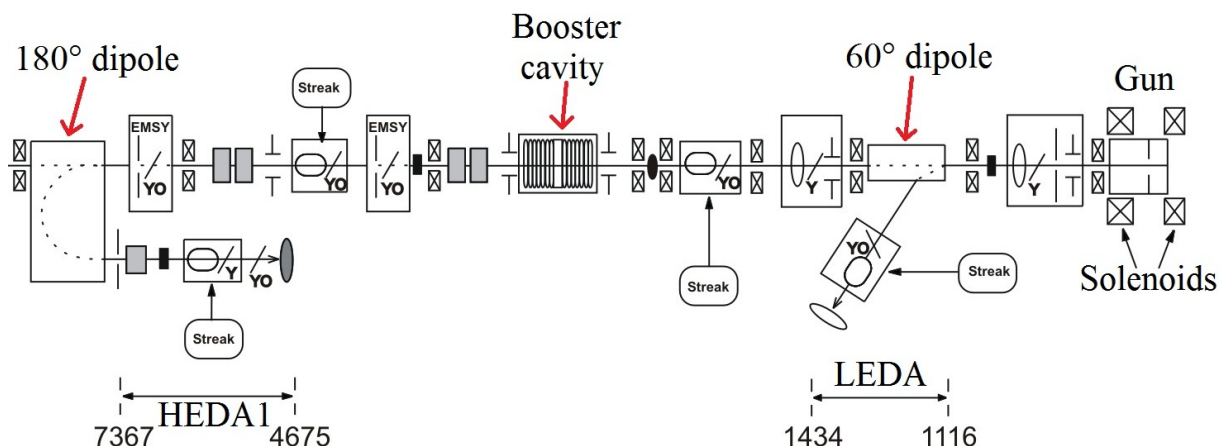 180° dipole
Booster
cavity
60° dipole
Gun
Streak
EMSY
EMSY
YO
YO
YO
YO
Y
Y
YO
Y
YO
Streak
Streak
Streak
Solenoids
HEDA1
LEDA
7367
4675
1434
1116